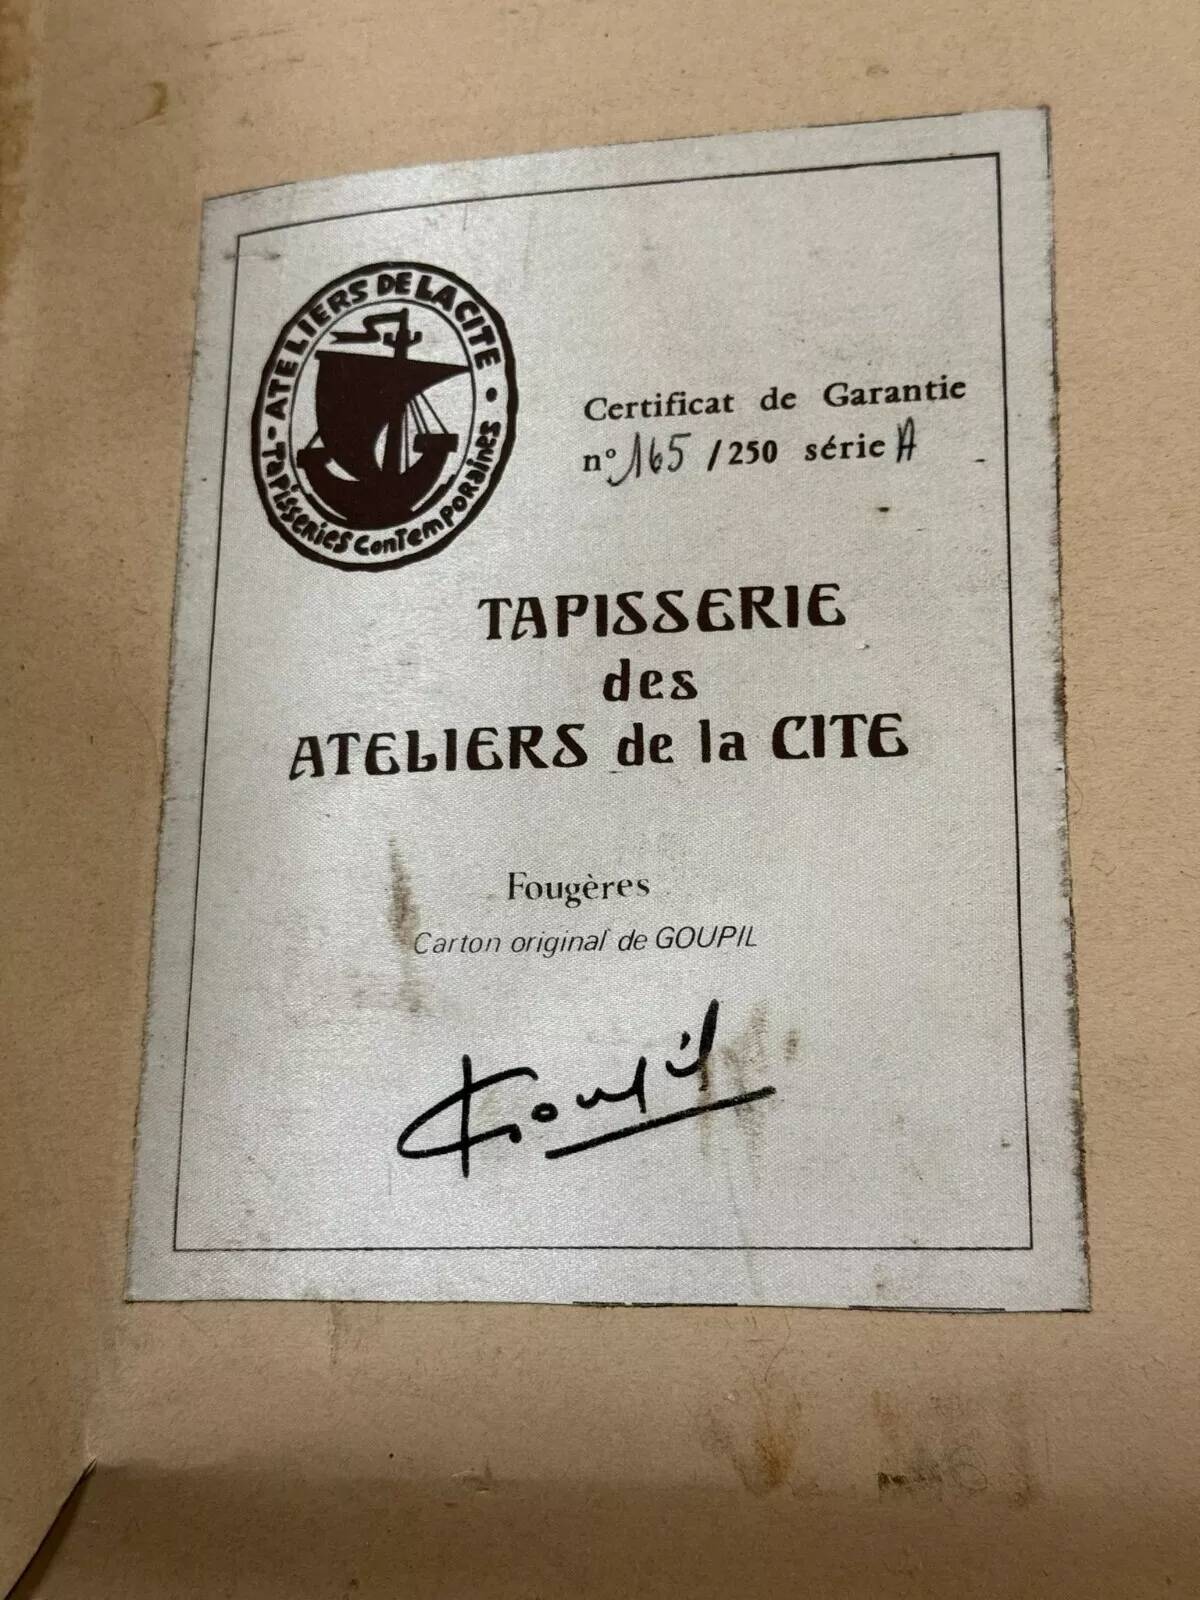 ATELIERS DE LA CITE
Tapisseries Contemporaines
Certificat de Garantie
n° 165 /250 série A
TAPISSERIE
des
ATELIERS de la CITE
Fougères
Carton original de GOUPIL
Goupil